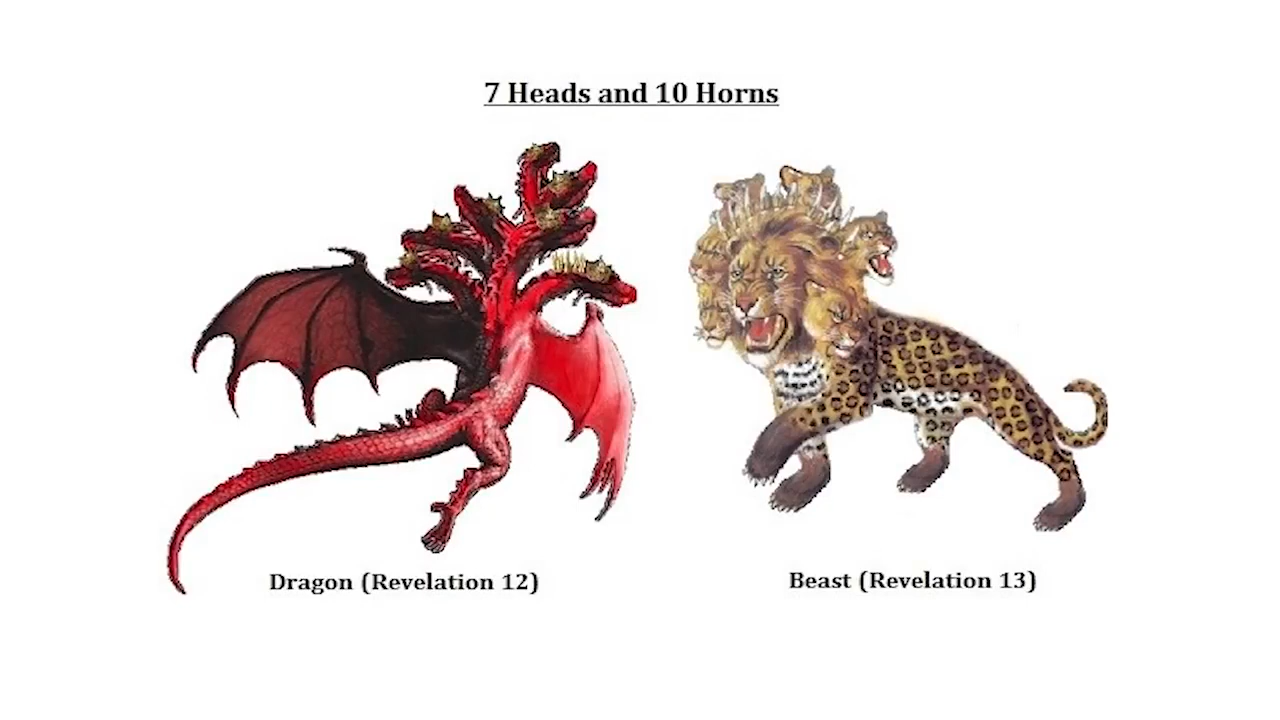 7 Heads and 10 Horns
Dragon (Revelation 12)
Beast (Revelation 13)